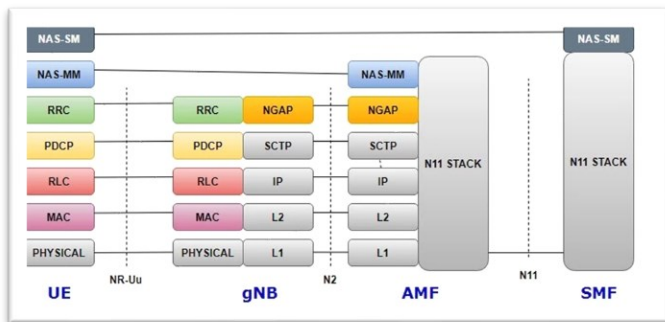 NAS-SM NAS-SM
NAS-MM NAS-MM
RRC RRC NGAP NGAP
PDCP PDCP SCTP SCTP
N11 STACK N11 STACK
RLC RLC IP IP
MAC MAC L2 L2
PHYSICAL PHYSICAL L1 L1
NR-Uu N2 N11
UE gNB AMF SMF